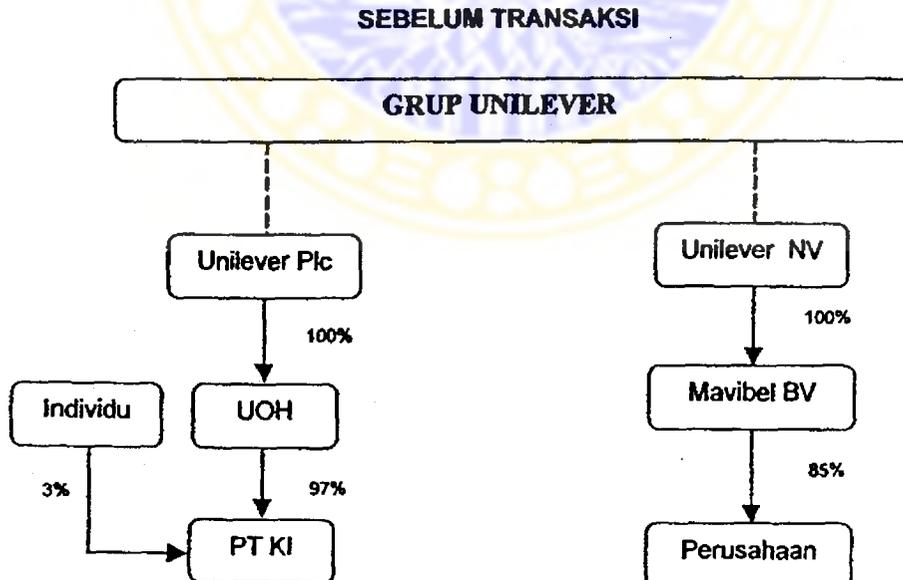 SEBELUM TRANSAKSI
GRUP UNILEVER
Unilever Plc
Unilever NV
100%
100%
Individu
UOH
Mavibel BV
3%
97%
85%
PT KI
Perusahaan